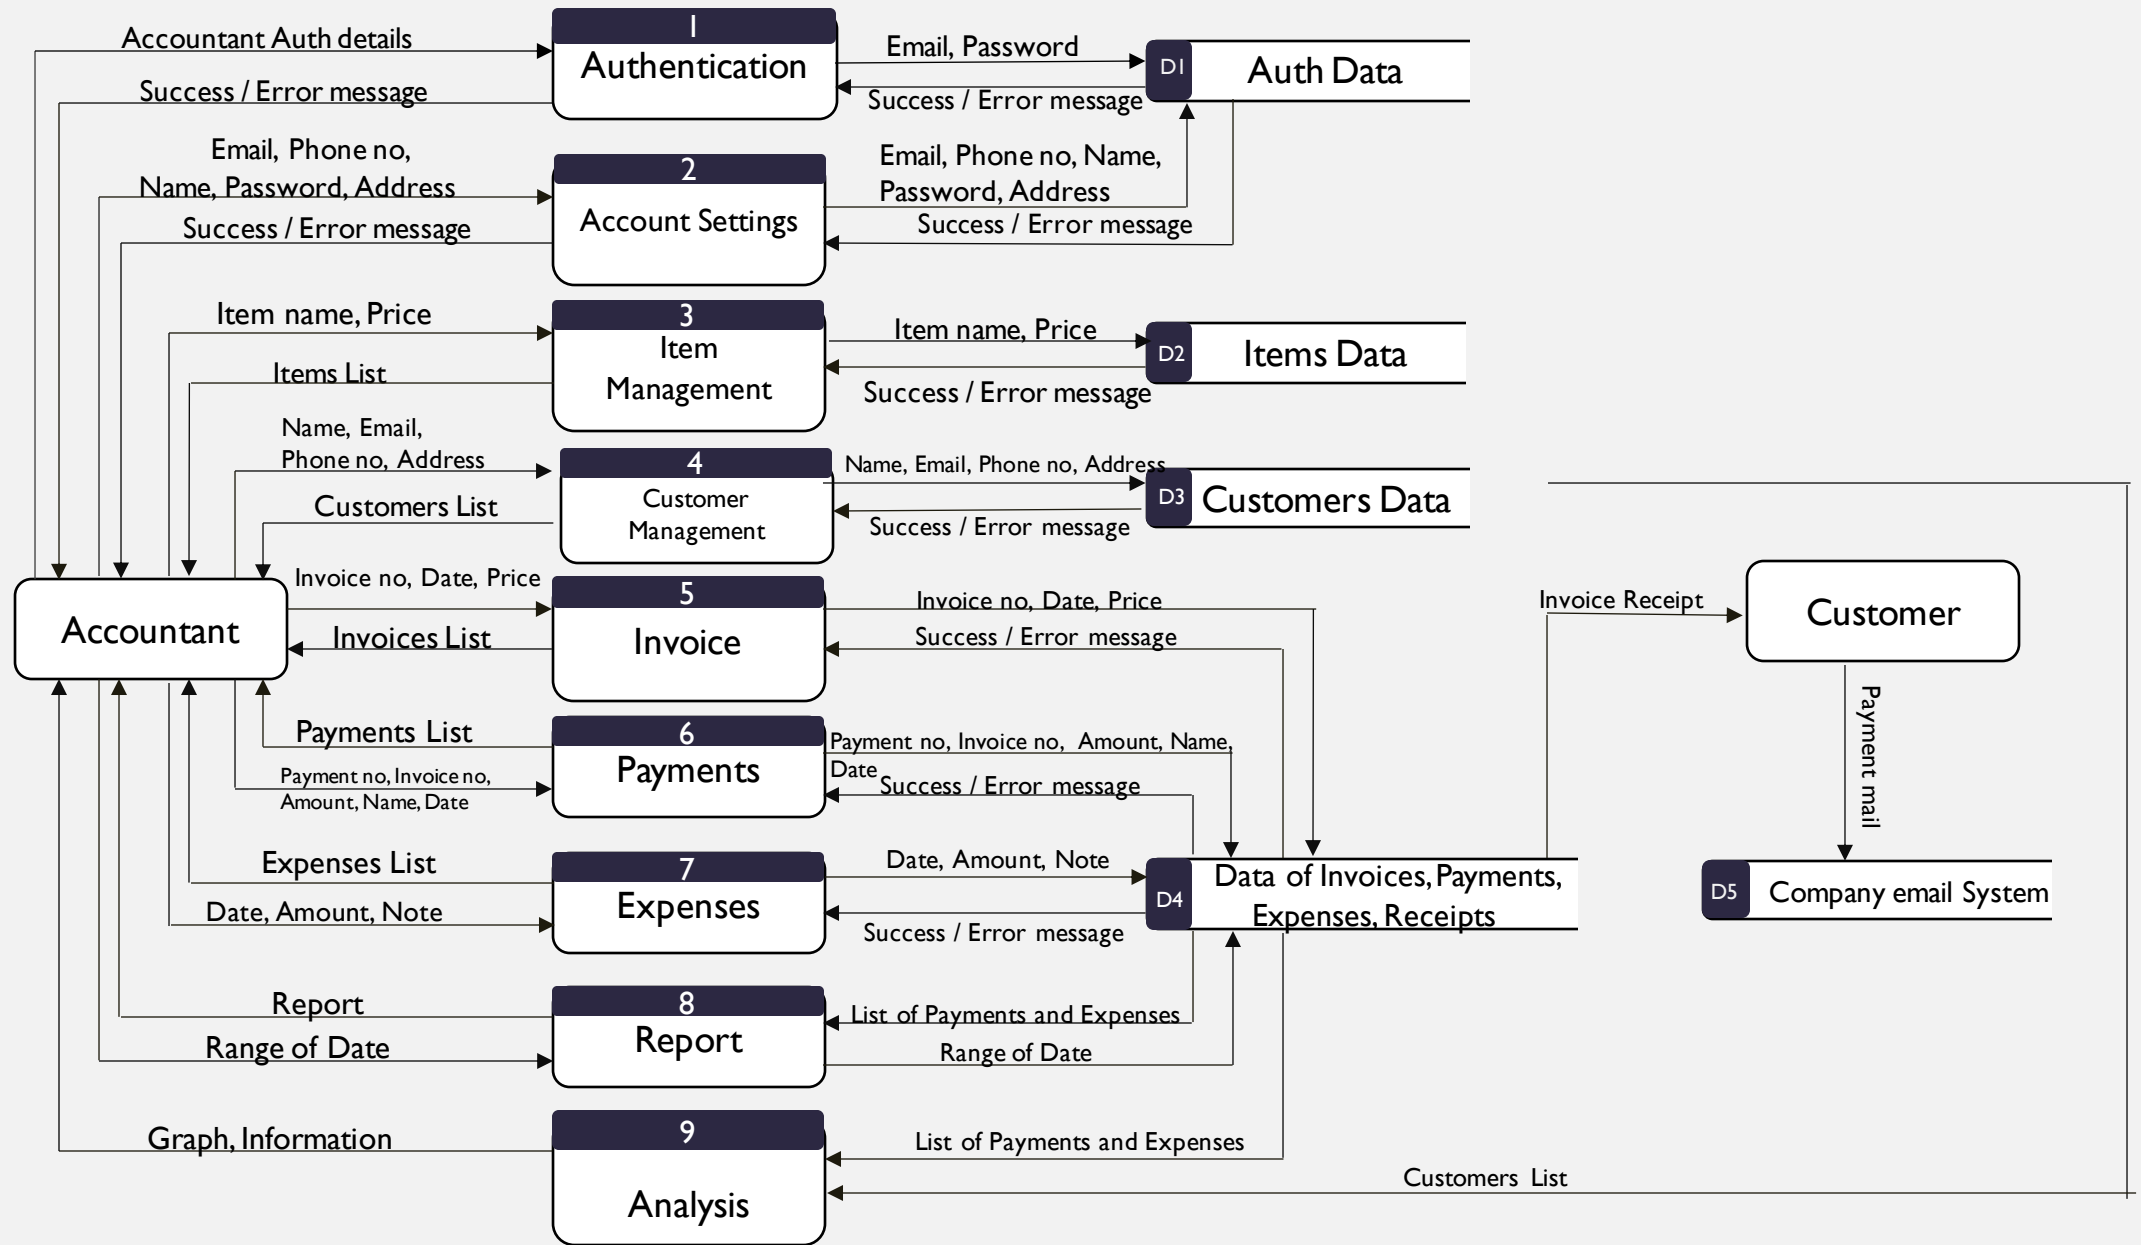 Accountant Auth details
1
Authentication
Email, Password
D1
Auth Data
Success / Error message
Success / Error message
Email, Phone no,
Name, Password, Address
2
Account Settings
Email, Phone no, Name,
Password, Address
Success / Error message
Success / Error message
Item name, Price
3
Item
Management
Item name, Price
D2
Items Data
Items List
Success / Error message
Name, Email,
Phone no, Address
4
Customer
Management
Name, Email, Phone no, Address
D3
Customers Data
Customers List
Success / Error message
Accountant
Invoice no, Date, Price
5
Invoice
Invoice no, Date, Price
Invoices List
Success / Error message
Invoice Receipt
Customer
Payment mail
Payments List
6
Payments
Payment no, Invoice no, Amount, Name,
Date
Payment no, Invoice no,
Amount, Name, Date
Success / Error message
Expenses List
7
Expenses
Date, Amount, Note
D4
Data of Invoices, Payments,
Expenses, Receipts
D5
Company email System
Date, Amount, Note
Success / Error message
Report
8
Report
List of Payments and Expenses
Range of Date
Range of Date
Graph, Information
9
Analysis
List of Payments and Expenses
Customers List